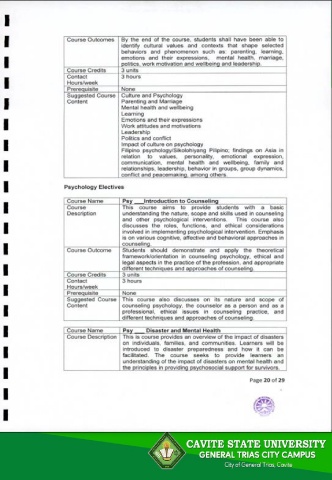 Course Outcomes By the end of the course, students shall have been able to
identify cultural values and contexts that shape selected
behaviors and phenomenon such as: parenting, learning,
emotions and their expressions, mental health, marriage,
politics, work motivation and wellbeing and leadership.
Course Credits 3 units
Contact 3 hours
Hours/week
Prerequisite None
Suggested Course Culture and Psychology
Content Parenting and Marriage
Mental health and wellbeing
Learning
Emotions and their expressions
Work attitudes and motivations
Leadership
Politics and conflict
Impact of culture on psychology
Filipino psychology/Sikolohiyang Pilipino; findings on Asia in
relation to values, personality, emotional expression,
communication, mental health and wellbeing, family and
relationships, leadership, behavior in groups, group dynamics,
conflict and peacemaking, among others.
Psychology Electives
Course Name Psy ___Introduction to Counseling
Course This course aims to provide students with a basic
Description understanding the nature, scope and skills used in counseling
and other psychological interventions. This course also
discusses the roles, functions, and ethical considerations
involved in implementing psychological intervention. Emphasis
is on various cognitive, affective and behavioral approaches in
counseling.
Course Outcome Students should demonstrate and apply the theoretical
framework/orientation in counseling psychology, ethical and
legal aspects in the practice of the profession, and appropriate
different techniques and approaches of counseling.
Course Credits 3 units
Contact 3 hours
Hours/week
Prerequisite None
Suggested Course This course also discusses on its nature and scope of
Content counseling psychology, the counselor as a person and as a
professional, ethical issues in counseling practice, and
different techniques and approaches of counseling.
Course Name Psy ___ Disaster and Mental Health
Course Description This is course provides an overview of the impact of disasters
on individuals, families, and communities. Learners will be
introduced to disaster preparedness and how it can be
facilitated. The course seeks to provide learners an
understanding of the impact of disasters on mental health and
the principles in providing psychosocial support for survivors.
Page 20 of 29
CAVITE STATE UNIVERSITY
GENERAL TRIAS CITY CAMPUS
City of General Trias, Cavite